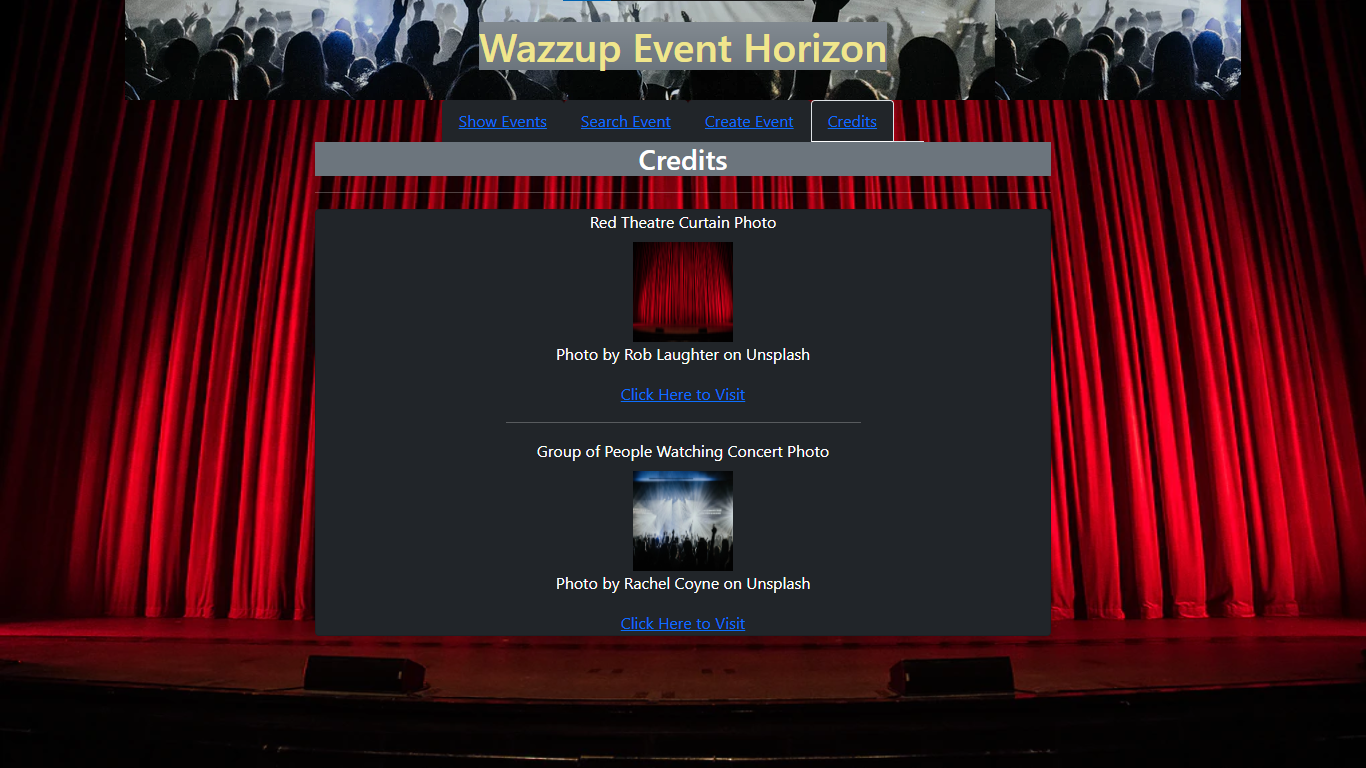 Wazzup Event Horizon
Show Events Search Event Create Event Credits
Credits
Red Theatre Curtain Photo
Photo by Rob Laughter on Unsplash
Click Here to Visit
Group of People Watching Concert Photo
Photo by Rachel Coyne on Unsplash
Click Here to Visit